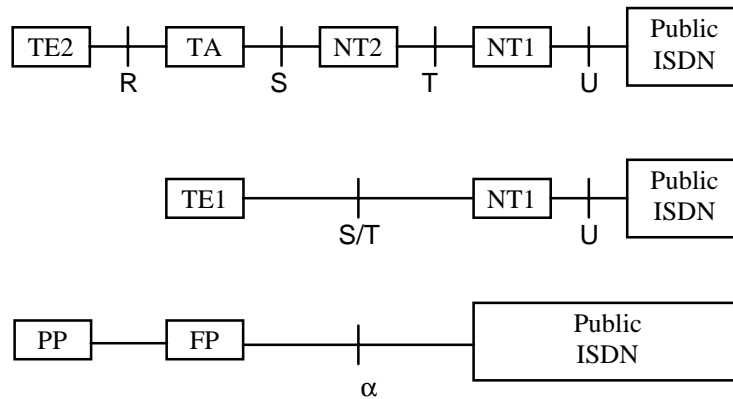 TE2 TA NT2 NT1 Public
ISDN
R S T U
TE1 NT1 Public
ISDN
S/T U
PP FP Public
ISDN
α